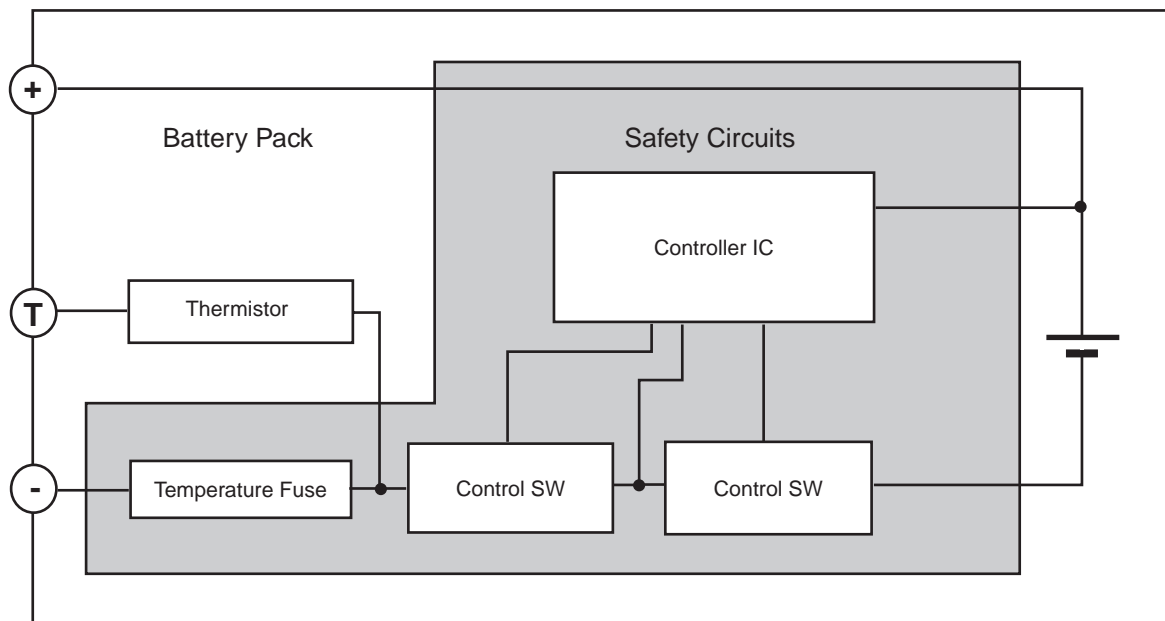 +
Battery Pack
Safety Circuits
Controller IC
Thermistor
T
-
Temperature Fuse
Control SW
Control SW